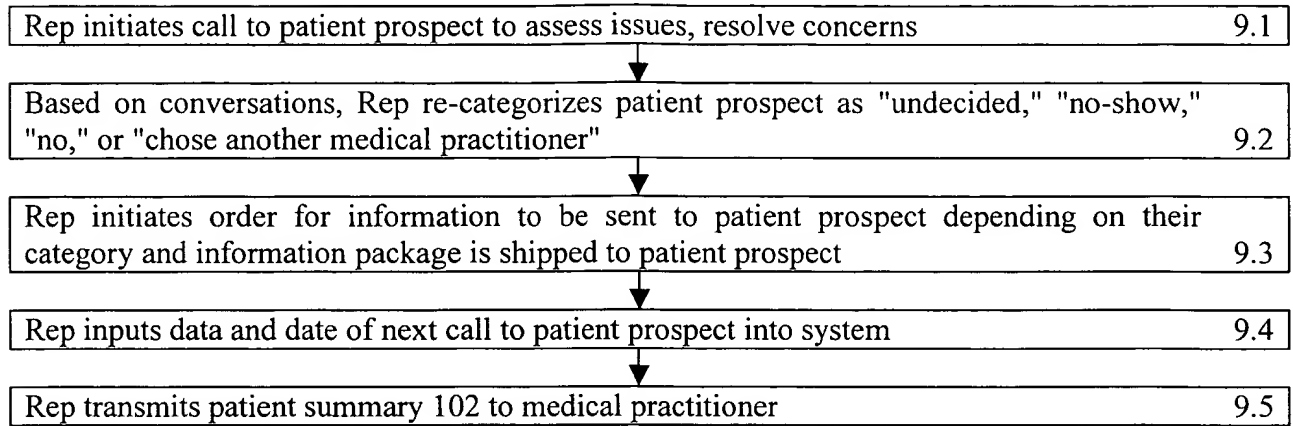 Rep initiates call to patient prospect to assess issues, resolve concerns 9.1
Based on conversations, Rep re-categorizes patient prospect as "undecided," "no-show,"
"no," or "chose another medical practitioner" 9.2
Rep initiates order for information to be sent to patient prospect depending on their
category and information package is shipped to patient prospect 9.3
Rep inputs data and date of next call to patient prospect into system 9.4
Rep transmits patient summary 102 to medical practitioner 9.5